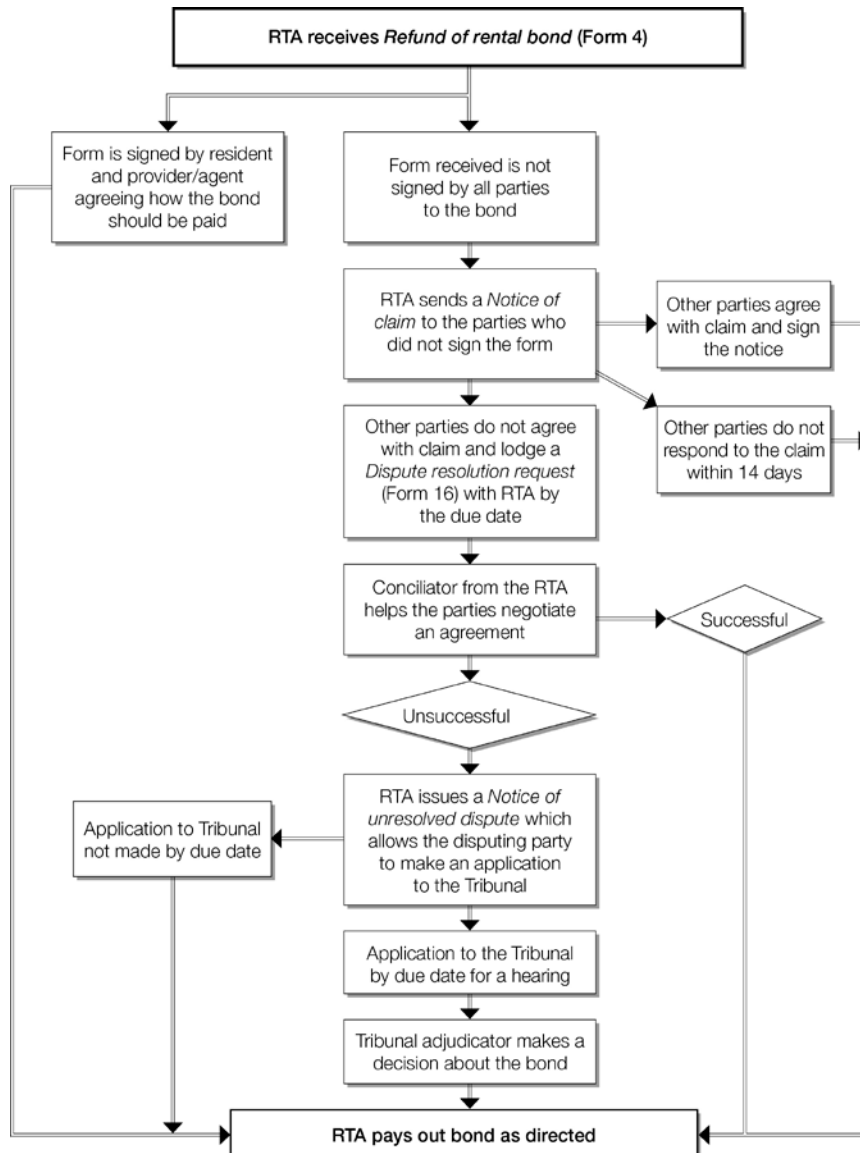 RTA receives Refund of rental bond (Form 4)
Form is signed by resident
and provider/agent
agreeing how the bond
should be paid
Form received is not
signed by all parties
to the bond
RTA sends a Notice of
claim to the parties who
did not sign the form
Other parties agree
with claim and sign
the notice
Other parties do not agree
with claim and lodge a
Dispute resolution request
(Form 16) with RTA by
the due date
Other parties do not
respond to the claim
within 14 days
Conciliator from the RTA
helps the parties negotiate
an agreement
Successful
Unsuccessful
RTA issues a Notice of
unresolved dispute which
allows the disputing party
to make an application
to the Tribunal
Application to Tribunal
not made by due date
Application to the Tribunal
by due date for a hearing
Tribunal adjudicator makes a
decision about the bond
RTA pays out bond as directed